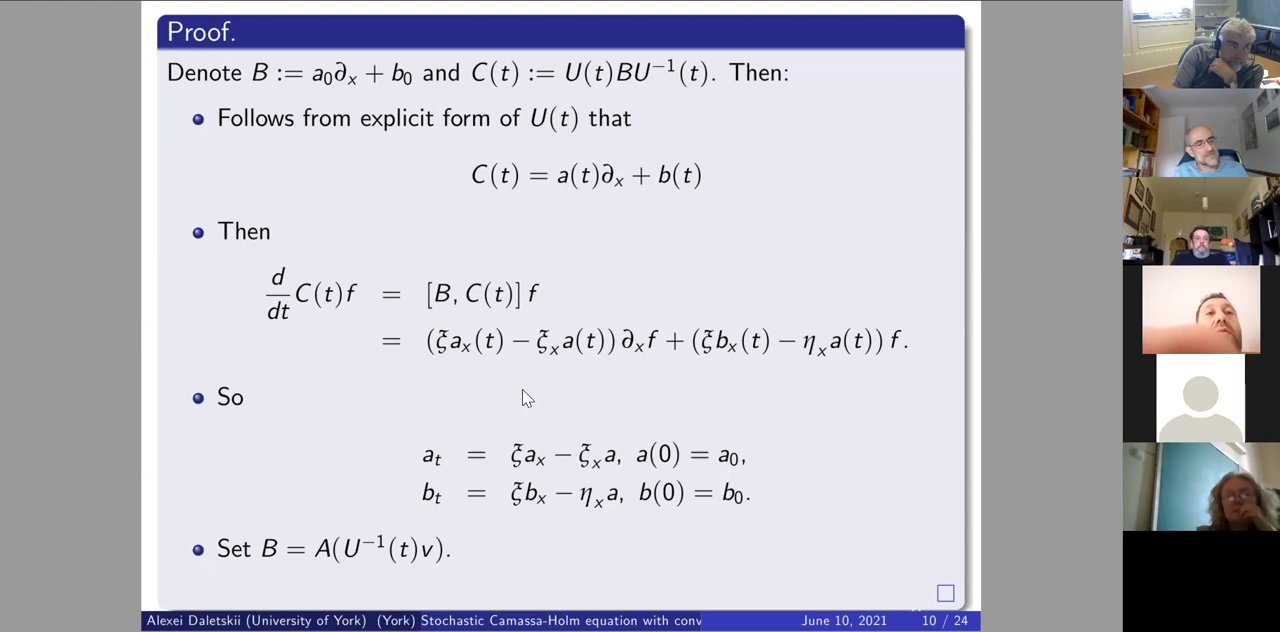 Proof.
Denote B := a₀∂ₓ + b₀ and C(t) := U(t)BU⁻¹(t). Then:
Follows from explicit form of U(t) that
C(t) = a(t)∂ₓ + b(t)
Then
d/dt C(t)f = [B, C(t)] f
= (ξaₓ(t) − ξₓa(t)) ∂ₓf + (ξbₓ(t) − ηₓa(t)) f.
So
aₜ = ξaₓ − ξₓa, a(0) = a₀,
bₜ = ξbₓ − ηₓa, b(0) = b₀.
Set B = A(U⁻¹(t)v).
Alexei Daletskii (University of York) (York) Stochastic Camassa-Holm equation with conv June 10, 2021 10 / 24